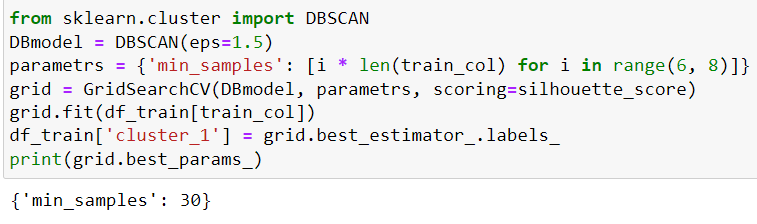 from sklearn.cluster import DBSCAN
DBmodel = DBSCAN(eps=1.5)
parametrs = {'min_samples': [i * len(train_col) for i in range(6, 8)]}
grid = GridSearchCV(DBmodel, parametrs, scoring=silhouette_score)
grid.fit(df_train[train_col])
df_train['cluster_1'] = grid.best_estimator_.labels_
print(grid.best_params_)
{'min_samples': 30}